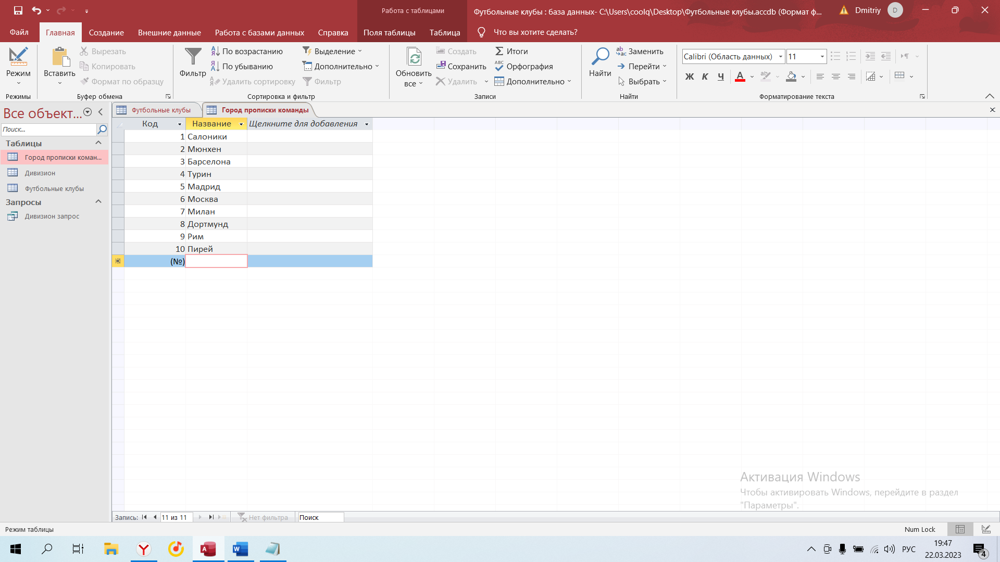 Работа с таблицами
Футбольные клубы : база данных- C:\Users\coolq\Desktop\Футбольные клубы.accdb (Формат ф...
Dmitriy
D
Файл
Главная
Создание
Внешние данные
Работа с базами данных
Справка
Поля таблицы
Таблица
Что вы хотите сделать?
Режим
Режимы
Вставить
Вырезать
Копировать
Формат по образцу
Буфер обмена
Фильтр
По возрастанию
По убыванию
Удалить сортировку
Выделение
Дополнительно
Фильтр
Сортировка и фильтр
Обновить
все
Создать
Сохранить
Удалить
Итоги
Орфография
Дополнительно
Записи
Найти
Заменить
Перейти
Выбрать
Найти
Calibri (Область данных)
11
Ж К Ч А
Форматирование текста
Все объект...
Поиск...
Таблицы
Город прописки коман...
Дивизион
Футбольные клубы
Запросы
Дивизион запрос
Футбольные клубы
Город прописки команды
Код Название Щелкните для добавления
1 Салоники
2 Мюнхен
3 Барселона
4 Турин
5 Мадрид
6 Москва
7 Милан
8 Дортмунд
9 Рим
10 Пирей
(№)
Активация Windows
Чтобы активировать Windows, перейдите в раздел
"Параметры".
Запись: 11 из 11 Нет фильтра Поиск
Режим таблицы
Num Lock
РУС
19:47
22.03.2023
4